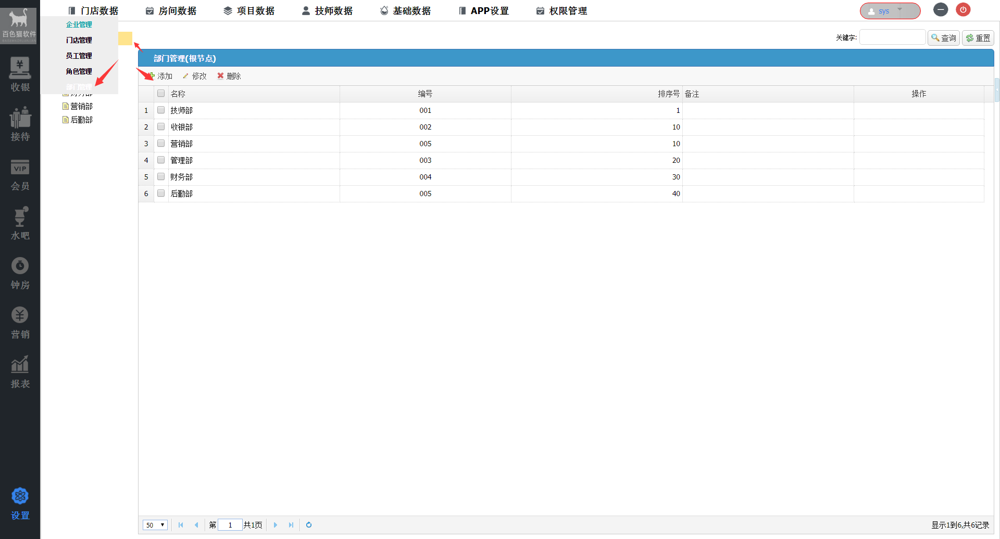 门店数据 房间数据 项目数据 技师数据 基础数据 APP设置 权限管理 sys
百色猫软件
企业管理
门店管理
员工管理
角色管理
部门管理
财务部
营销部
后勤部
收银
接待
VIP
会员
水吧
钟房
营销
报表
设置
关键字: 查询 重置
部门管理(根节点)
添加 修改 删除
名称 编号 排序号 备注 操作
1 技师部 001 1
2 收银部 002 10
3 营销部 005 10
4 管理部 003 20
5 财务部 004 30
6 后勤部 005 40
50 第 1 共1页 显示1到6,共6记录